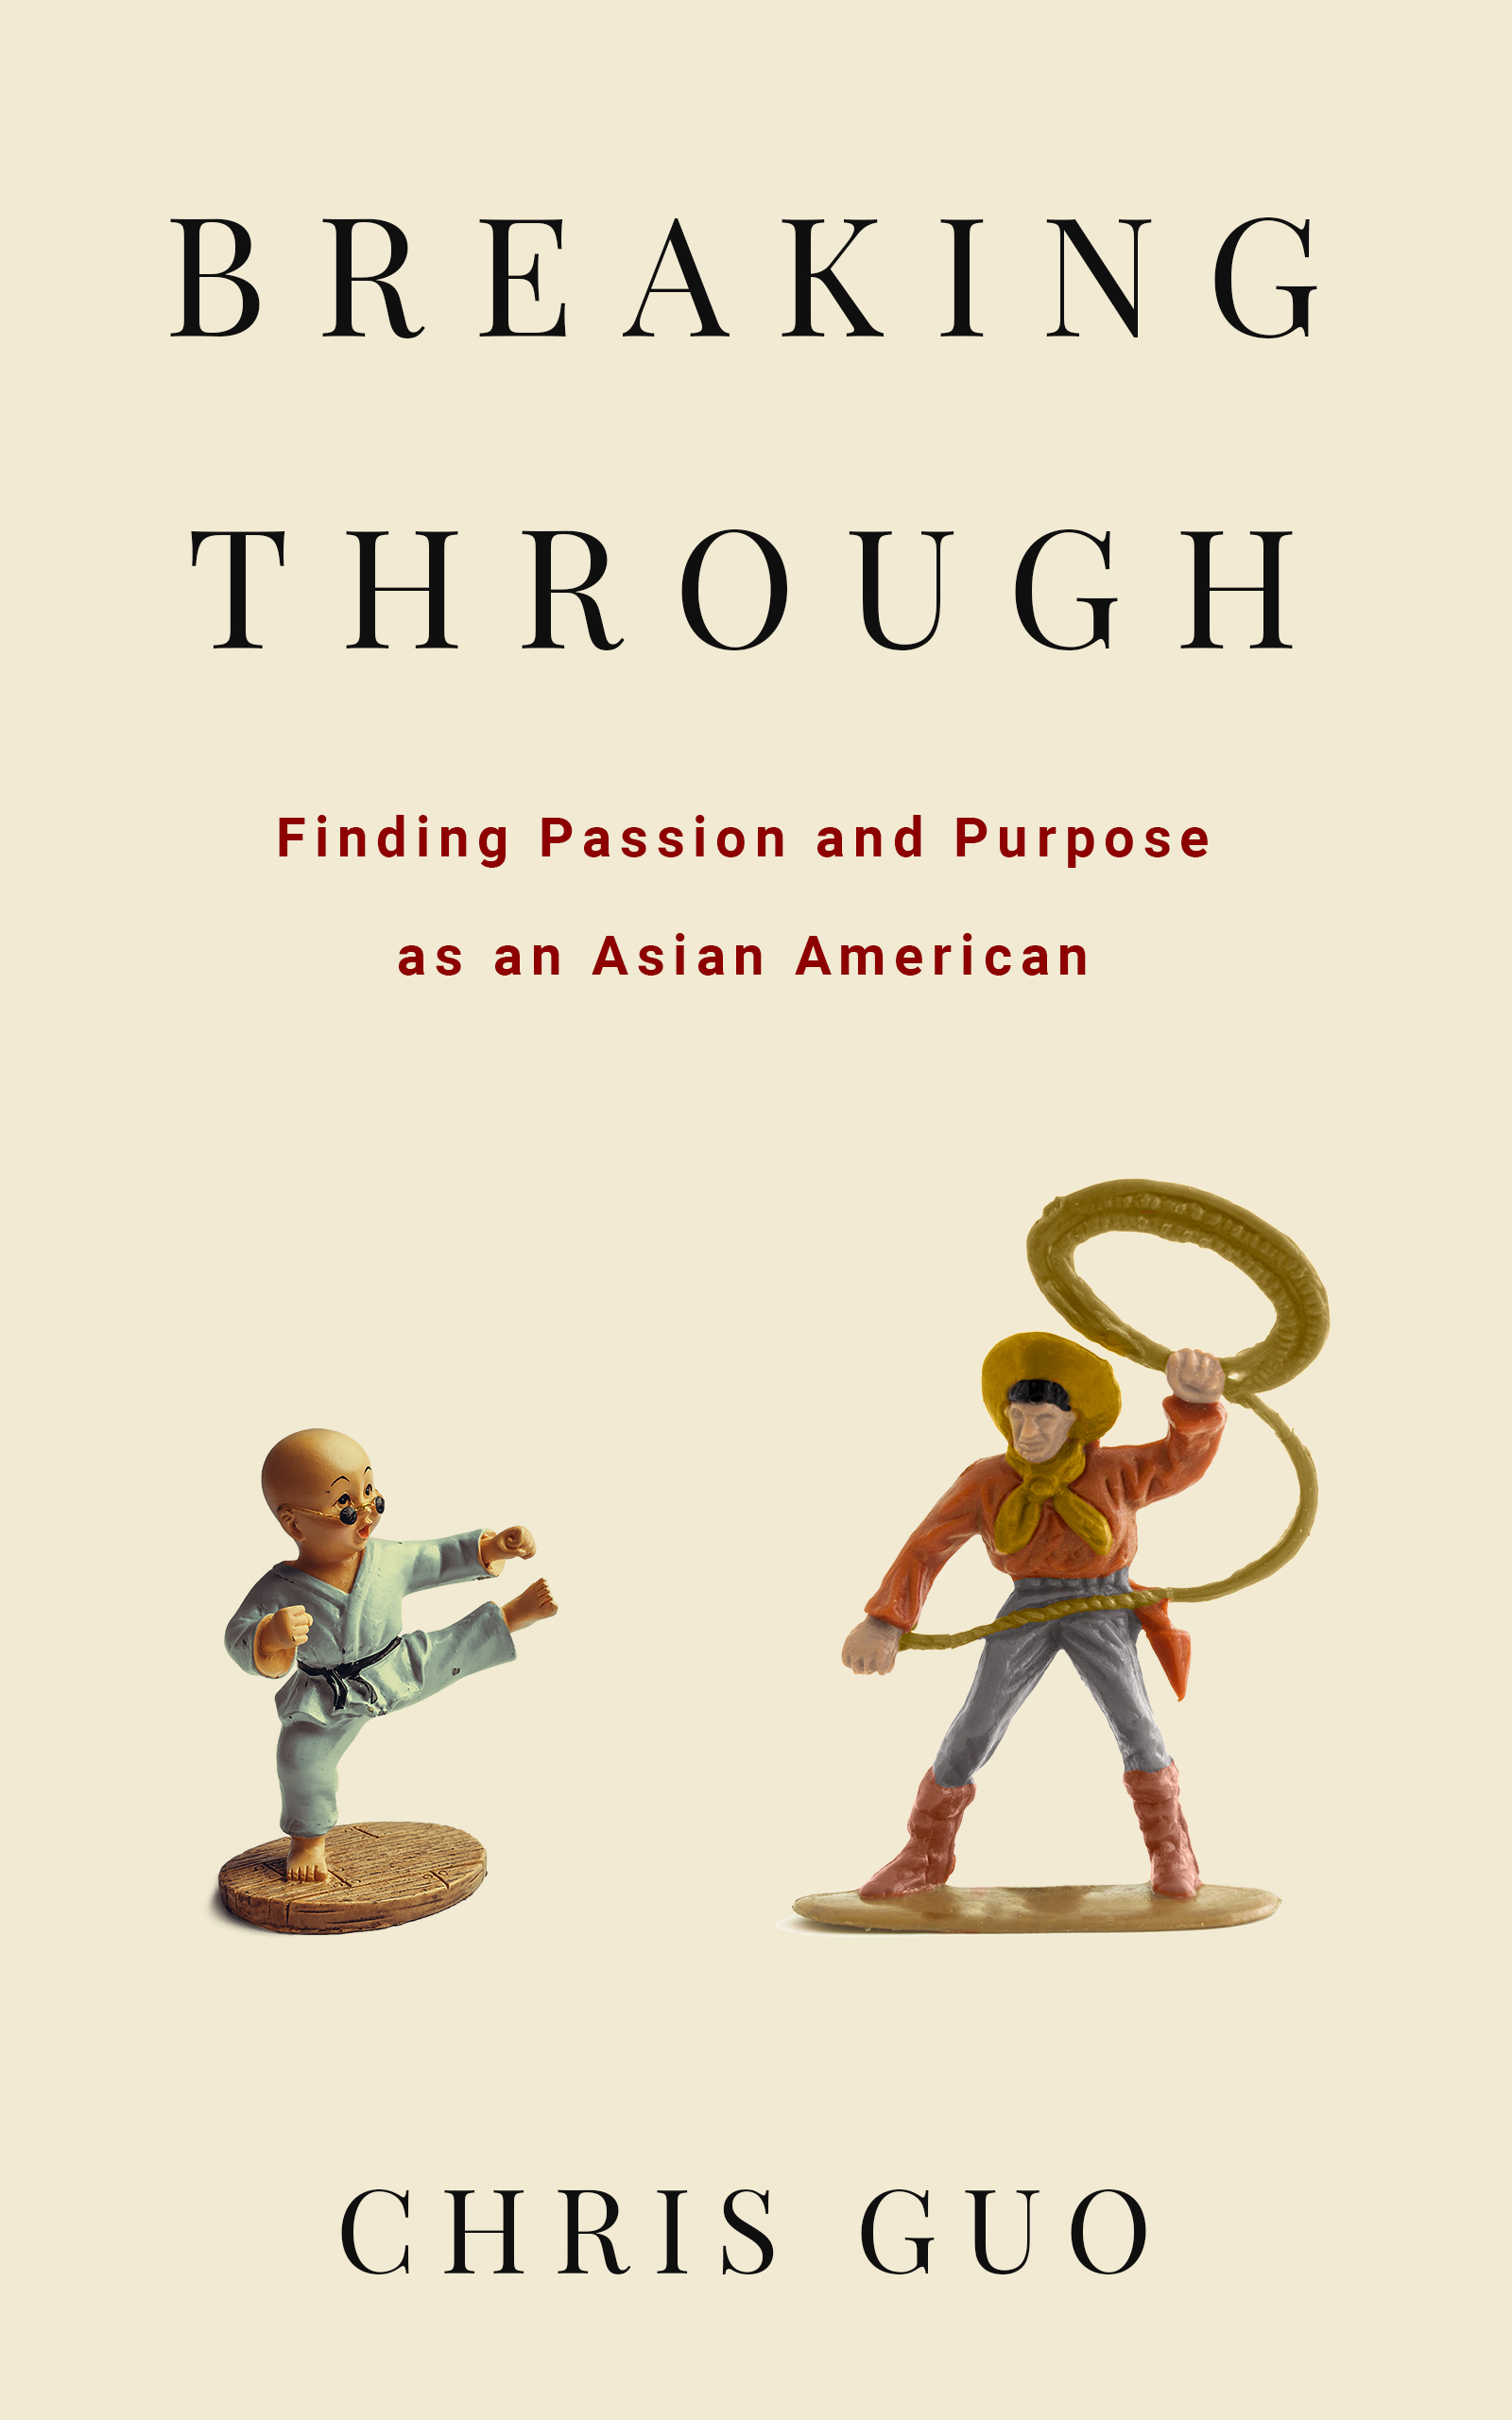 BREAKING
THROUGH
Finding Passion and Purpose
as an Asian American
CHRIS GUO